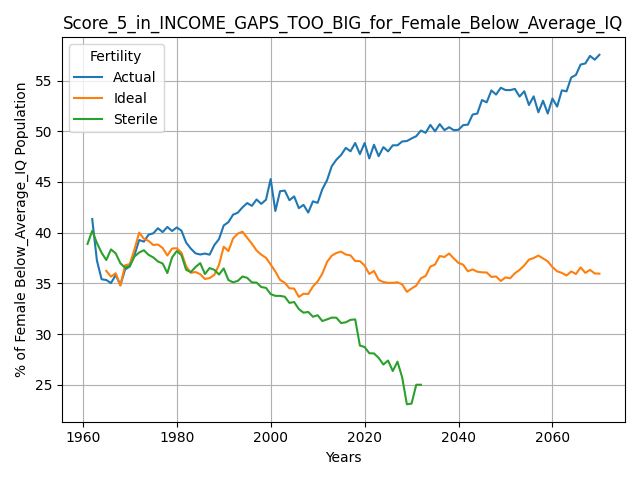 Score_5_in_INCOME_GAPS_TOO_BIG_for_Female_Below_Average_IQ
Fertility
Actual
Ideal
Sterile
% of Female Below_Average_IQ Population
55
50
45
40
35
30
25
1960
1980
2000
2020
2040
2060
Years